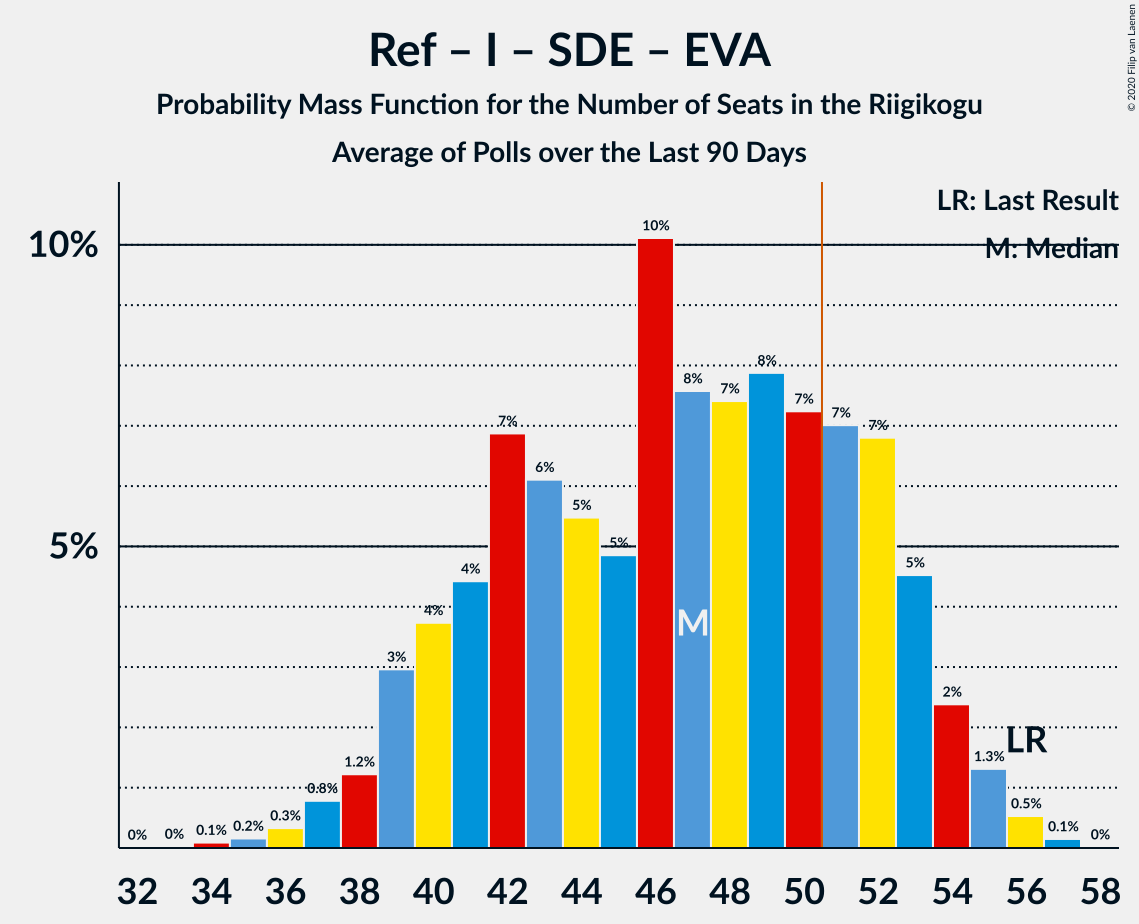 Ref – I – SDE – EVA
Probability Mass Function for the Number of Seats in the Riigikogu
Average of Polls over the Last 90 Days
© 2020 Filip van Laenen
LR: Last Result
M: Median
10%
5%
0% 0% 0.1% 0.2% 0.3% 0.8% 1.2% 3% 4% 4% 7% 6% 5% 5% 10% 8% 7% 8% 7% 7% 7% 5% 2% 1.3% 0.5% 0.1% 0%
M
LR
32 34 36 38 40 42 44 46 48 50 52 54 56 58